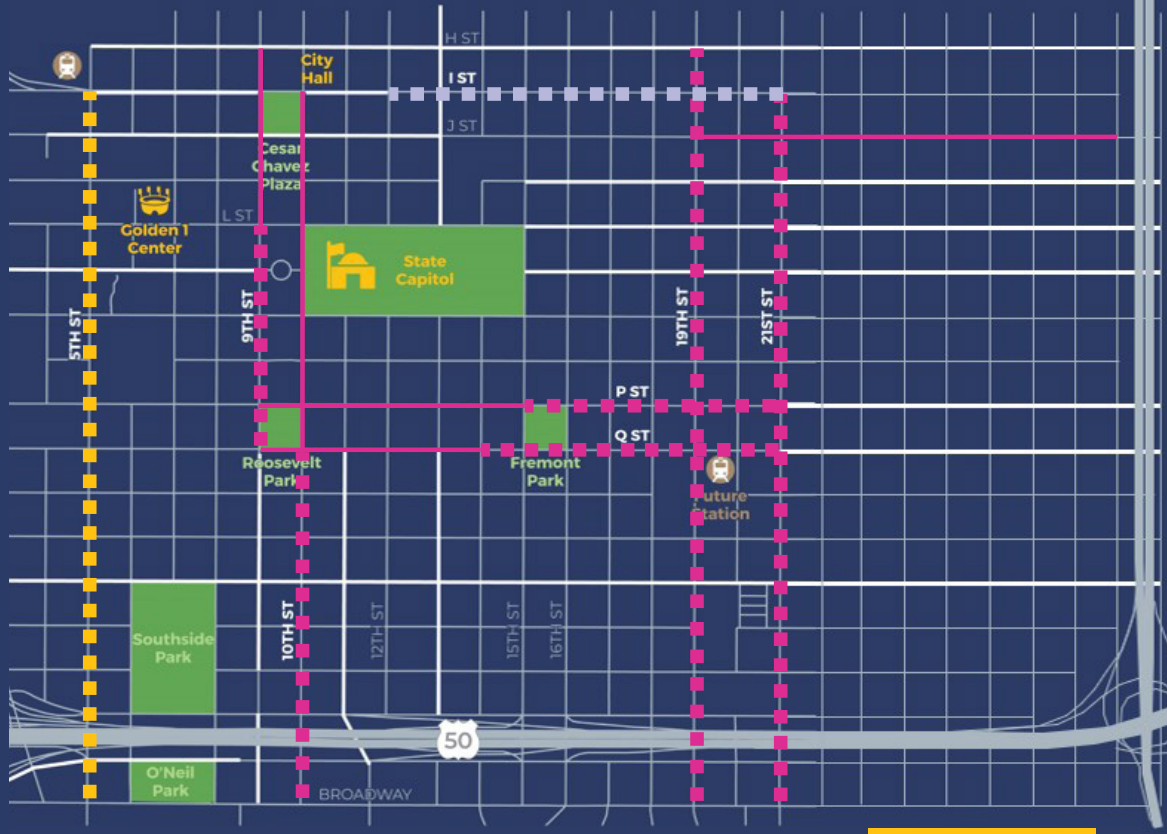 H ST
City
Hall
I ST
J ST
Cesar
Chavez
Plaza
L ST
Golden 1
Center
State
Capitol
5TH ST
9TH ST
19TH ST
21ST ST
P ST
Q ST
Roosevelt
Park
Fremont
Park
Future
Station
10TH ST
12TH ST
15TH ST
16TH ST
Southside
Park
50
O'Neil
Park
BROADWAY